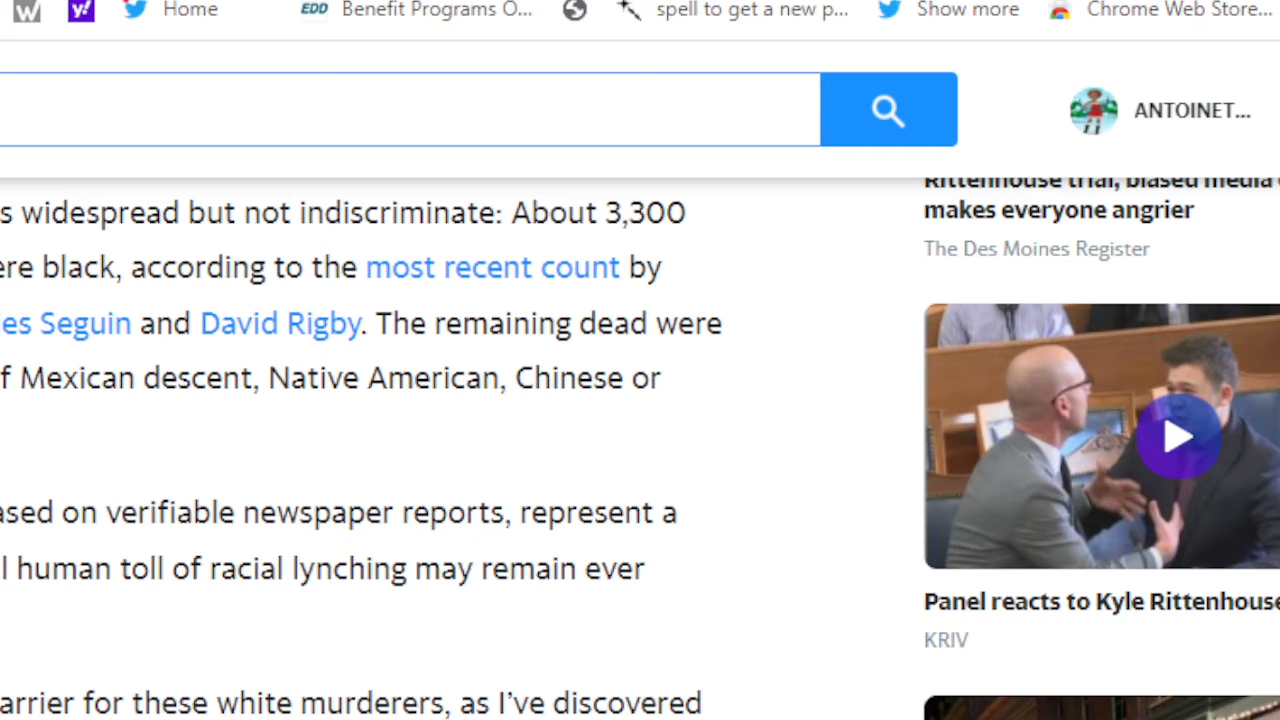 W y! Home EDD Benefit Programs O... spell to get a new p... Show more Chrome Web Store...
ANTOINET...
s widespread but not indiscriminate: About 3,300
ere black, according to the most recent count by
es Seguin and David Rigby. The remaining dead were
f Mexican descent, Native American, Chinese or
ased on verifiable newspaper reports, represent a
l human toll of racial lynching may remain ever
arrier for these white murderers, as I've discovered
Rittenhouse trial, biased media
makes everyone angrier
The Des Moines Register
Panel reacts to Kyle Rittenhouse
KRIV